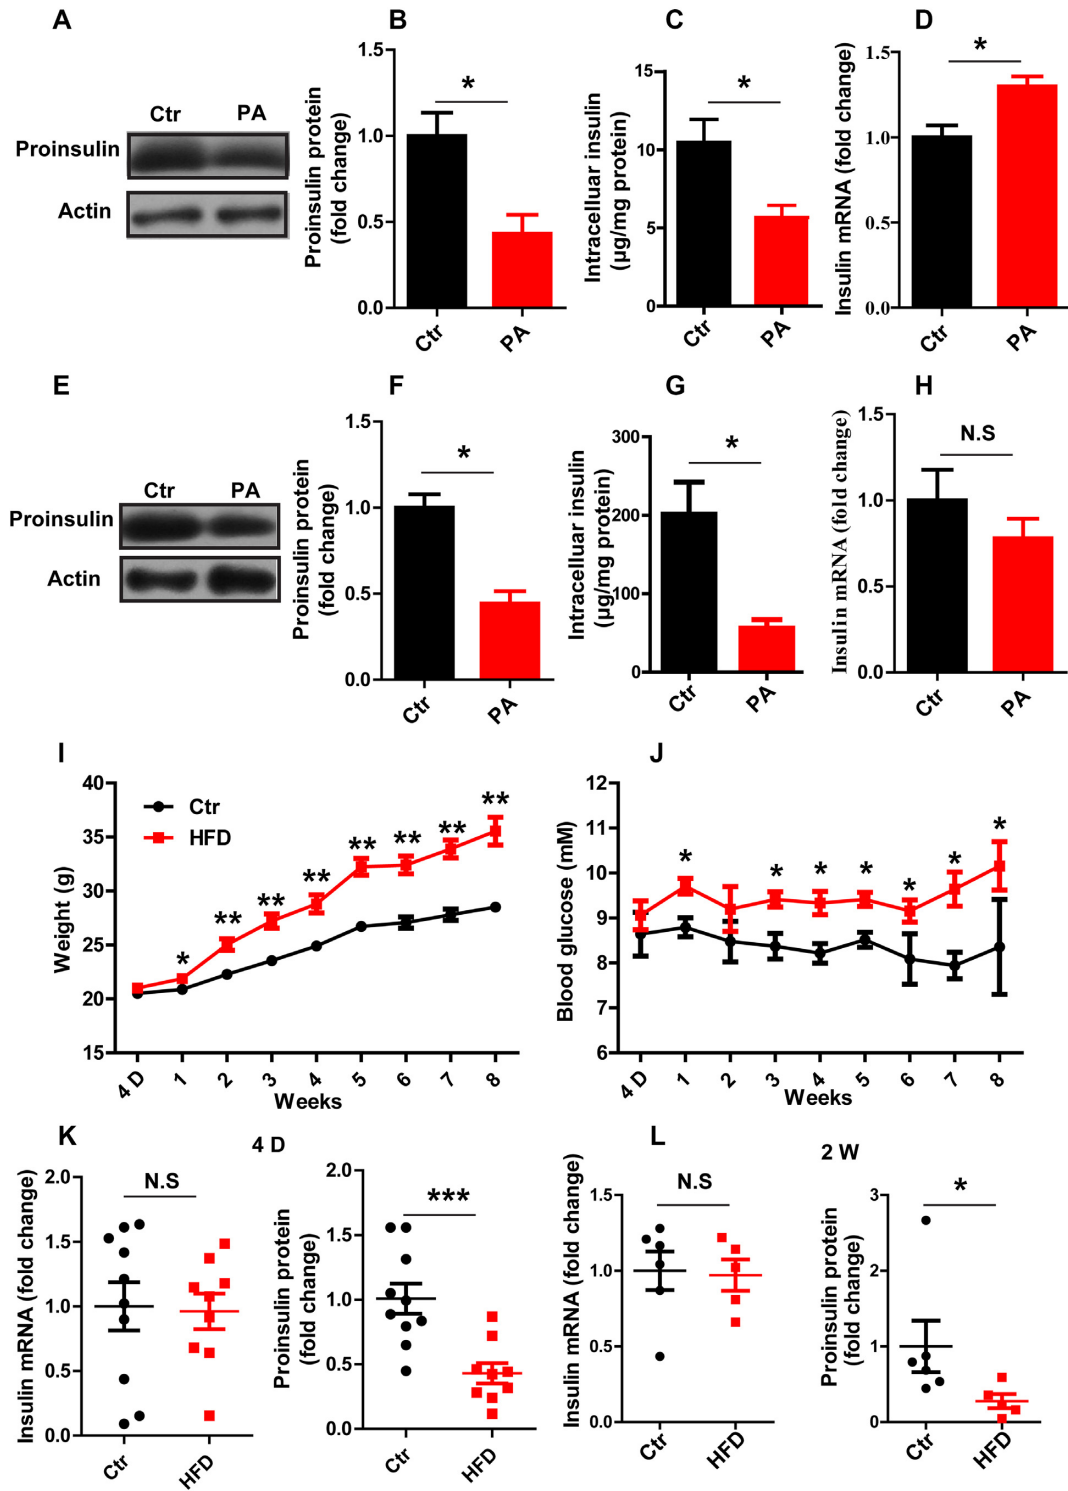 A
Ctr PA
Proinsulin
Actin
B
Proinsulin protein
(fold change)
1.5
1.0
0.5
0.0
*
Ctr PA
C
Intracelluar insulin
(µg/mg protein)
15
10
5
0
*
Ctr PA
D
Insulin mRNA (fold change)
1.5
1.0
0.5
0.0
*
Ctr PA
E
Ctr PA
Proinsulin
Actin
F
Proinsulin protein
(fold change)
1.5
1.0
0.5
0.0
*
Ctr PA
G
Intracelluar insulin
(µg/mg protein)
300
200
100
0
*
Ctr PA
H
Insulin mRNA (fold change)
1.5
1.0
0.5
0.0
N.S
Ctr PA
I
Weight (g)
40
35
30
25
20
15
Ctr
HFD
* ** ** ** ** ** ** **
4 D 1 2 3 4 5 6 7 8
Weeks
J
Blood glucose (mM)
12
11
10
9
8
7
6
* * * * * * *
4 D 1 2 3 4 5 6 7 8
Weeks
K
4 D
Insulin mRNA (fold change)
2.0
1.5
1.0
0.5
0.0
N.S
Ctr HFD
Proinsulin protein
(fold change)
2.0
1.5
1.0
0.5
0.0
***
Ctr HFD
L
2 W
Insulin mRNA (fold change)
1.5
1.0
0.5
0.0
N.S
Ctr HFD
Proinsulin protein
(fold change)
3
2
1
0
*
Ctr HFD